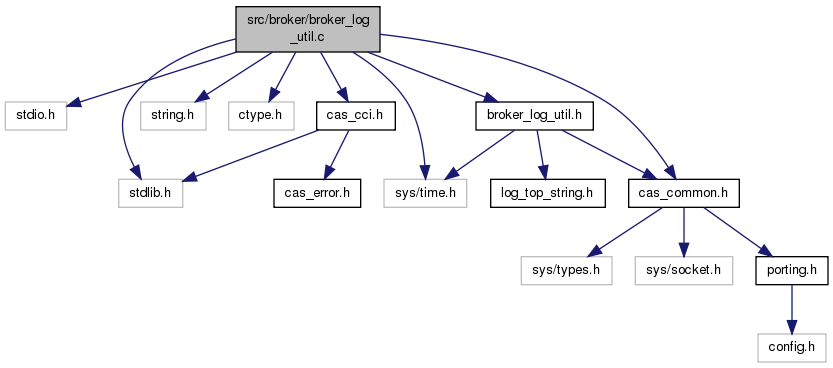 src/broker/broker_log
_util.c
stdio.h
string.h
ctype.h
cas_cci.h
broker_log_util.h
stdlib.h
cas_error.h
sys/time.h
log_top_string.h
cas_common.h
sys/types.h
sys/socket.h
porting.h
config.h